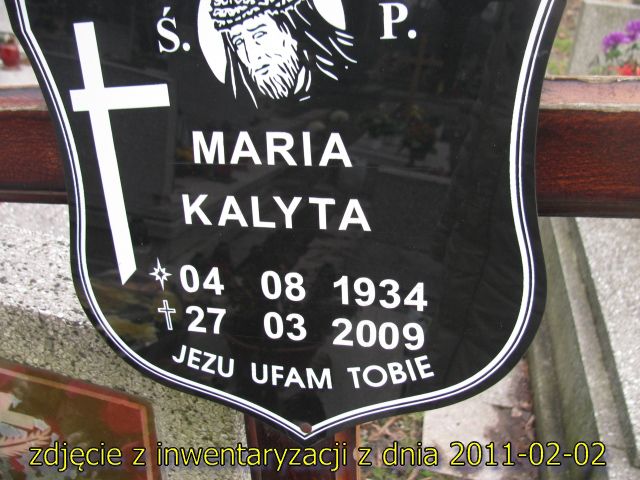 Ś. P.
MARIA
KALYTA
04 08 1934
27 03 2009
JEZU UFAM TOBIE
zdjęcie z inwentaryzacji z dnia 2011-02-02